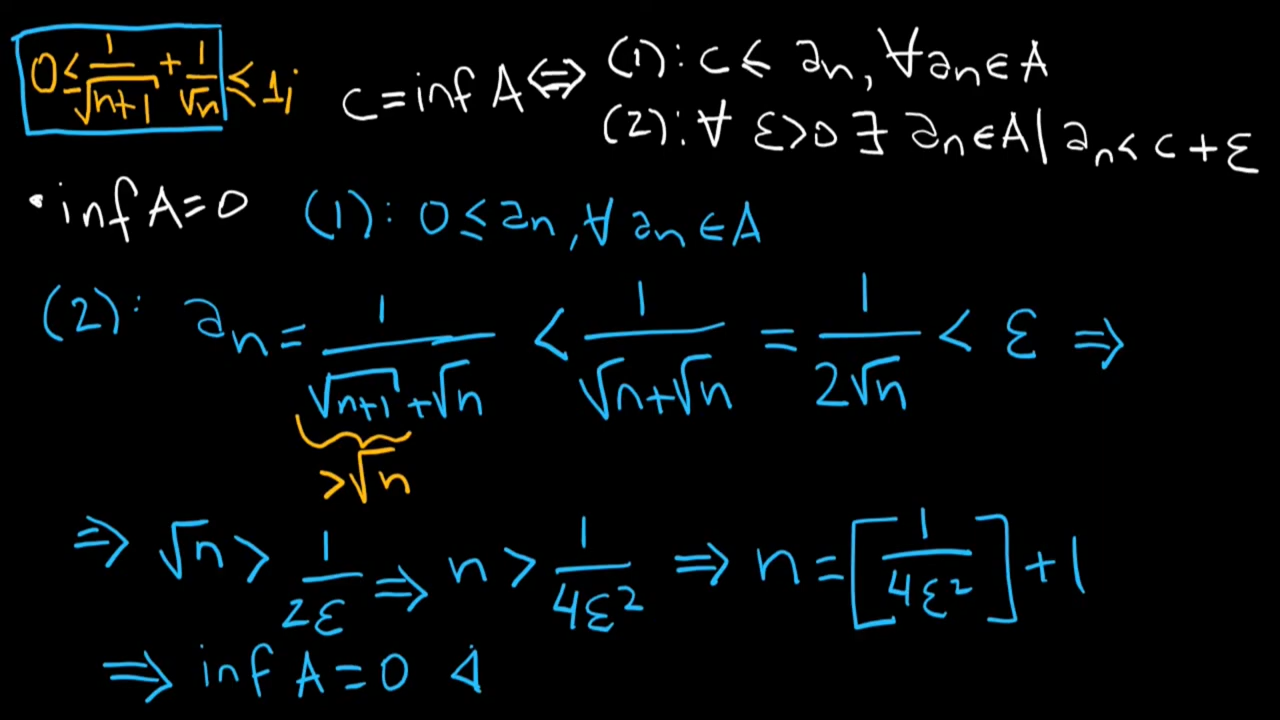 0 ≤ 1/√(n+1) + 1/√n ≤ 1;
c = inf A ⇔ (1): c ≤ an, ∀ an ∈ A
(2): ∀ ε > 0 ∃ an ∈ A | an < c + ε
• inf A = 0 (1): 0 ≤ an, ∀ an ∈ A
(2): an = 1/(√(n+1) + √n) < 1/(√n + √n) = 1/(2√n) < ε ⇒
> √n
⇒ √n > 1/(2ε) ⇒ n > 1/(4ε²) ⇒ n = [1/(4ε²)] + 1
⇒ inf A = 0